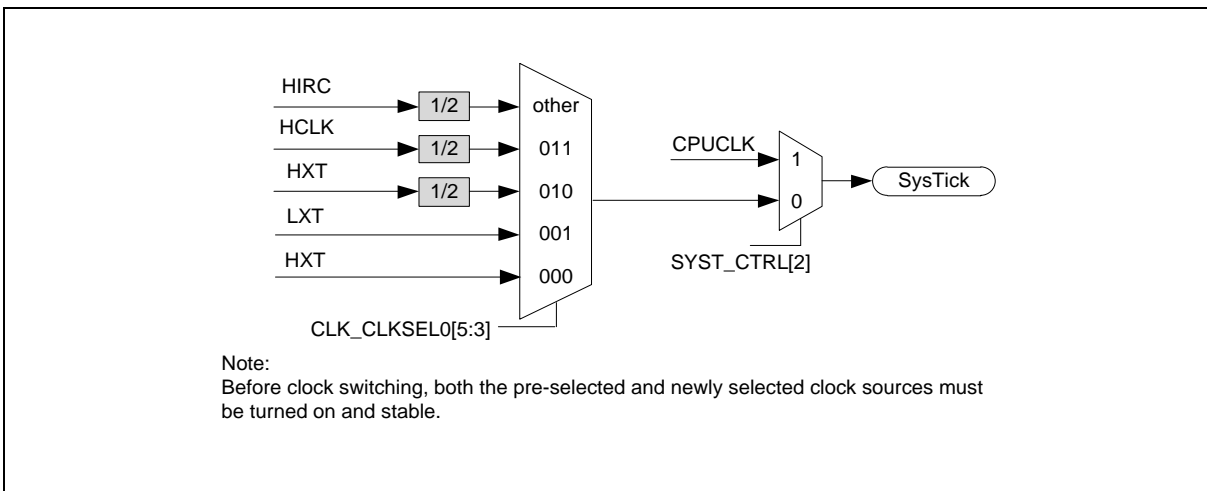 HIRC
1/2
other
HCLK
1/2
011
CPUCLK
1
HXT
1/2
010
SysTick
LXT
001
0
HXT
000
SYST_CTRL[2]
CLK_CLKSEL0[5:3]
Note:
Before clock switching, both the pre-selected and newly selected clock sources must
be turned on and stable.